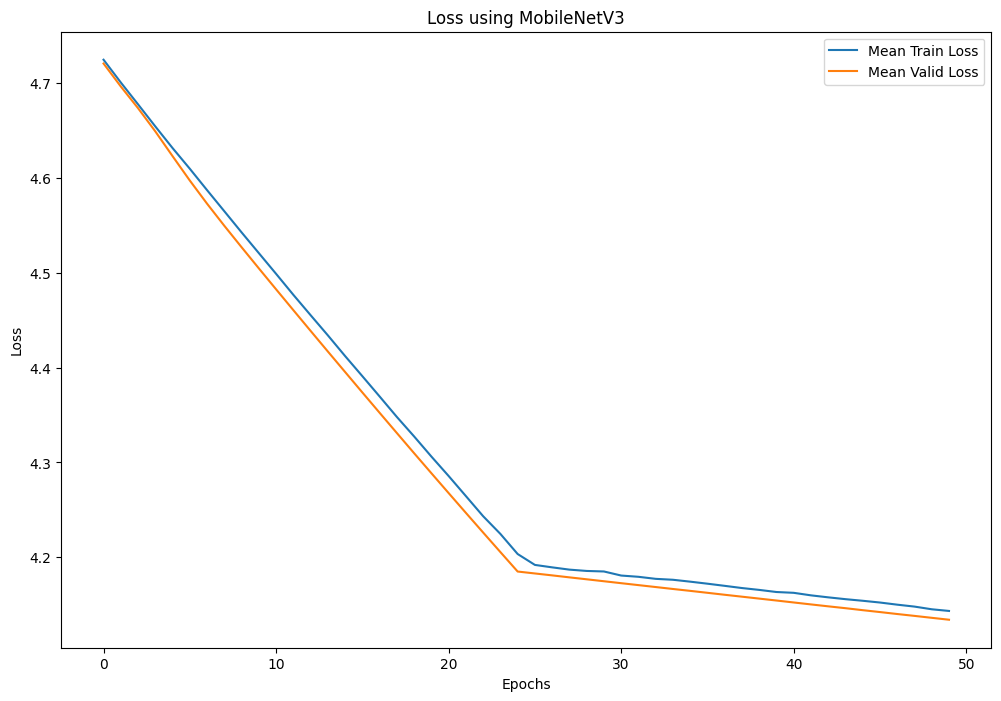 Loss using MobileNetV3
Mean Train Loss
Mean Valid Loss
4.7
4.6
4.5
4.4
4.3
4.2
Loss
0 10 20 30 40 50
Epochs